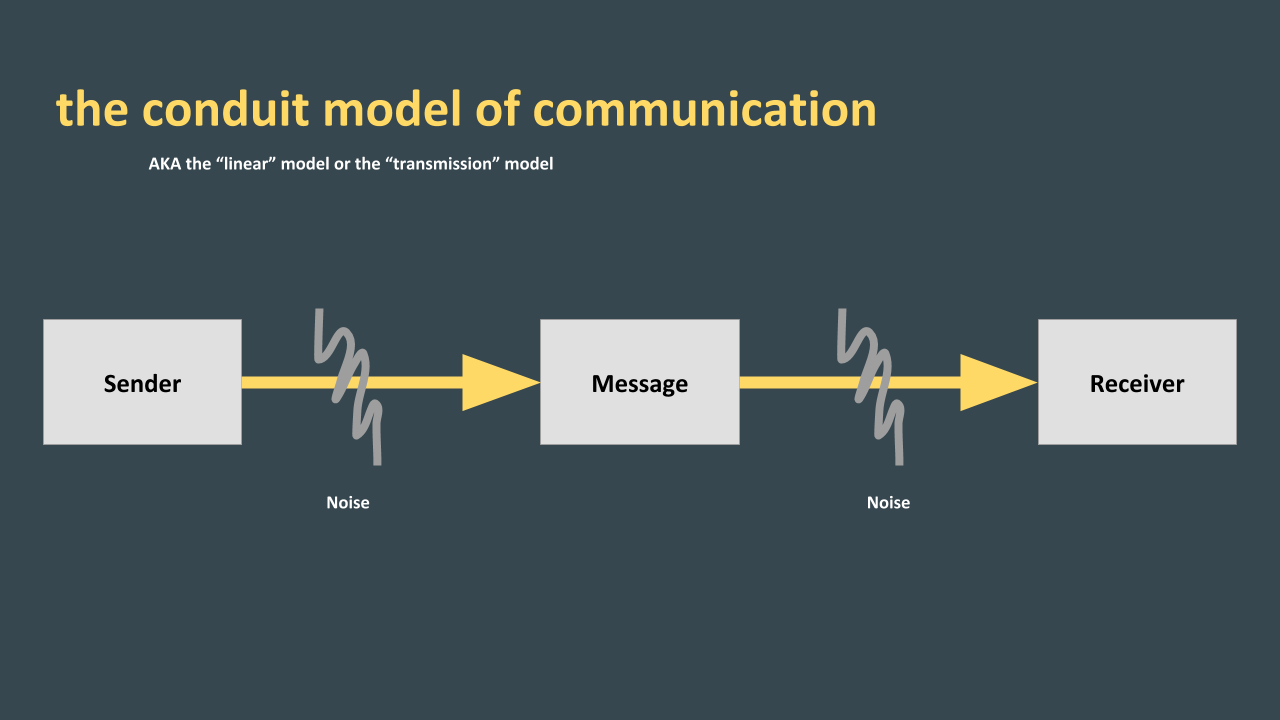 the conduit model of communication
AKA the “linear” model or the “transmission” model
Sender
Message
Receiver
Noise
Noise